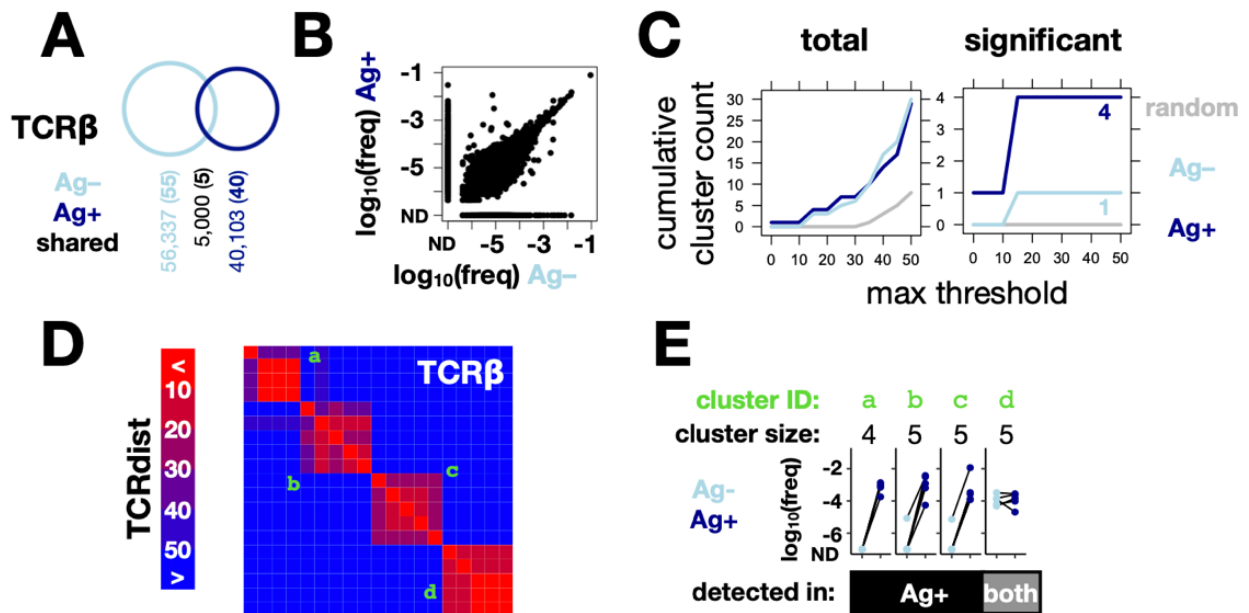 A
TCRβ
Ag–
Ag+
shared
56,337 (55)
5,000 (5)
40,103 (40)
B
log₁₀(freq) Ag+
-1
-3
-5
ND
ND
-5
-3
-1
log₁₀(freq) Ag–
C
total
significant
cumulative
cluster count
30
25
20
15
10
5
0
0 10 20 30 40 50
4
3
2
1
0
4
1
0 10 20 30 40 50
max threshold
random
Ag–
Ag+
D
TCRdist
<
10
20
30
40
50
>
TCRβ
a
b
c
d
E
cluster ID: a b c d
cluster size: 4 5 5 5
Ag-
Ag+
log₁₀(freq)
-2
-4
-6
ND
detected in: Ag+ both